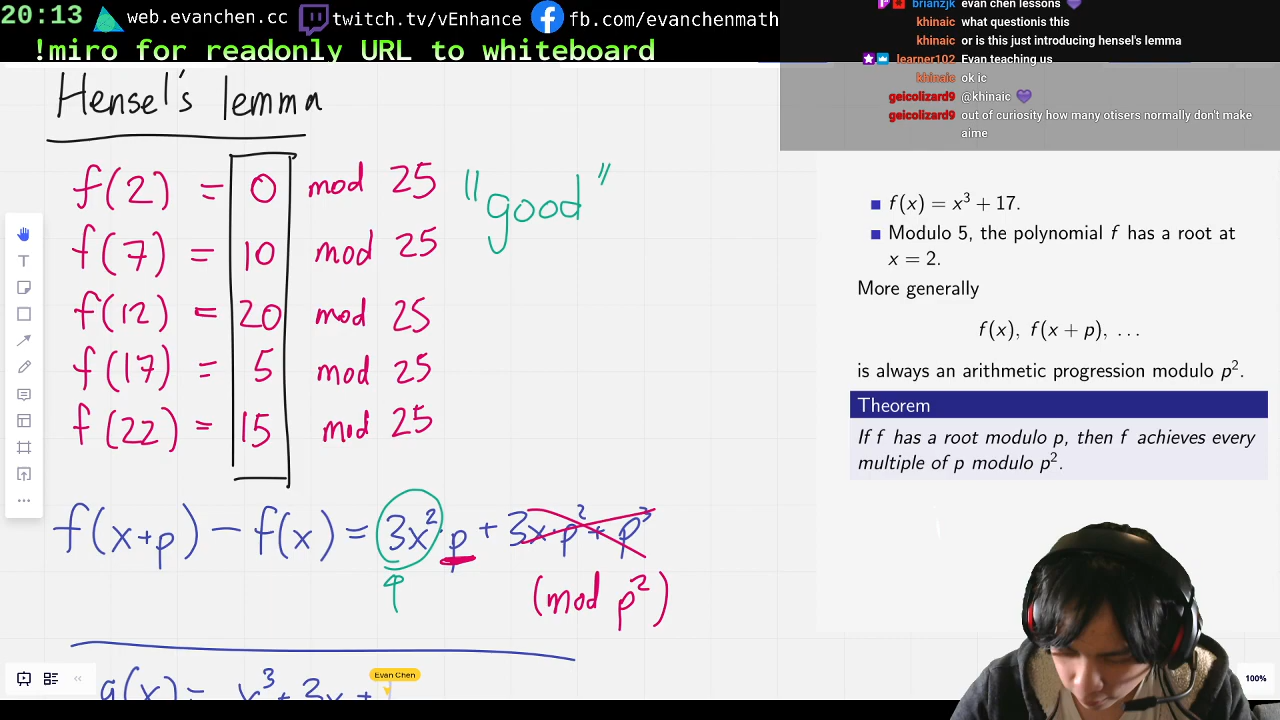 20:13 web.evanchen.cc twitch.tv/vEnhance fb.com/evanchenmath
!miro for readonly URL to whiteboard
brianzjk evan chen lessons 💜
khinaic what questionis this
khinaic or is this just introducing hensel's lemma
learner102 Evan teaching us
khinaic ok ic
geicolizard9 @khinaic 💜
geicolizard9 out of curiosity how many otisers normally don't make
aime
Hensel's lemma
f(2) = 0 mod 25 "good"
f(7) = 10 mod 25
f(12) = 20 mod 25
f(17) = 5 mod 25
f(22) = 15 mod 25
f(x+p) - f(x) = 3x²·p + 3x·p² + p³
(mod p²)
g(x) = x³ + 3x +
Evan Chen
100%
f(x) = x³ + 17.
Modulo 5, the polynomial f has a root at
x = 2.
More generally
f(x), f(x + p), ...
is always an arithmetic progression modulo p².
Theorem
If f has a root modulo p, then f achieves every
multiple of p modulo p².